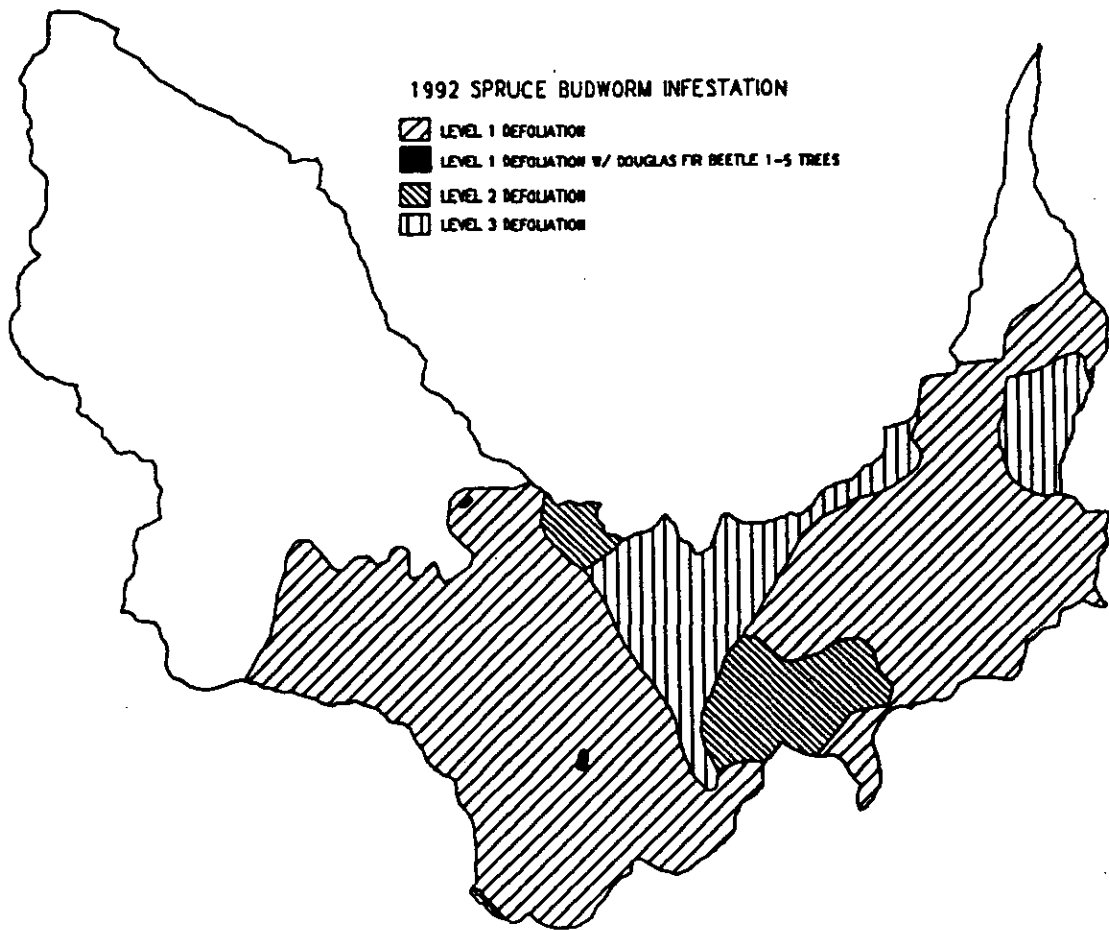 1992 SPRUCE BUDWORM INFESTATION
LEVEL 1 DEFOLIATION
LEVEL 1 DEFOLIATION W/ DOUGLAS FIR BEETLE 1-5 TREES
LEVEL 2 DEFOLIATION
LEVEL 3 DEFOLIATION